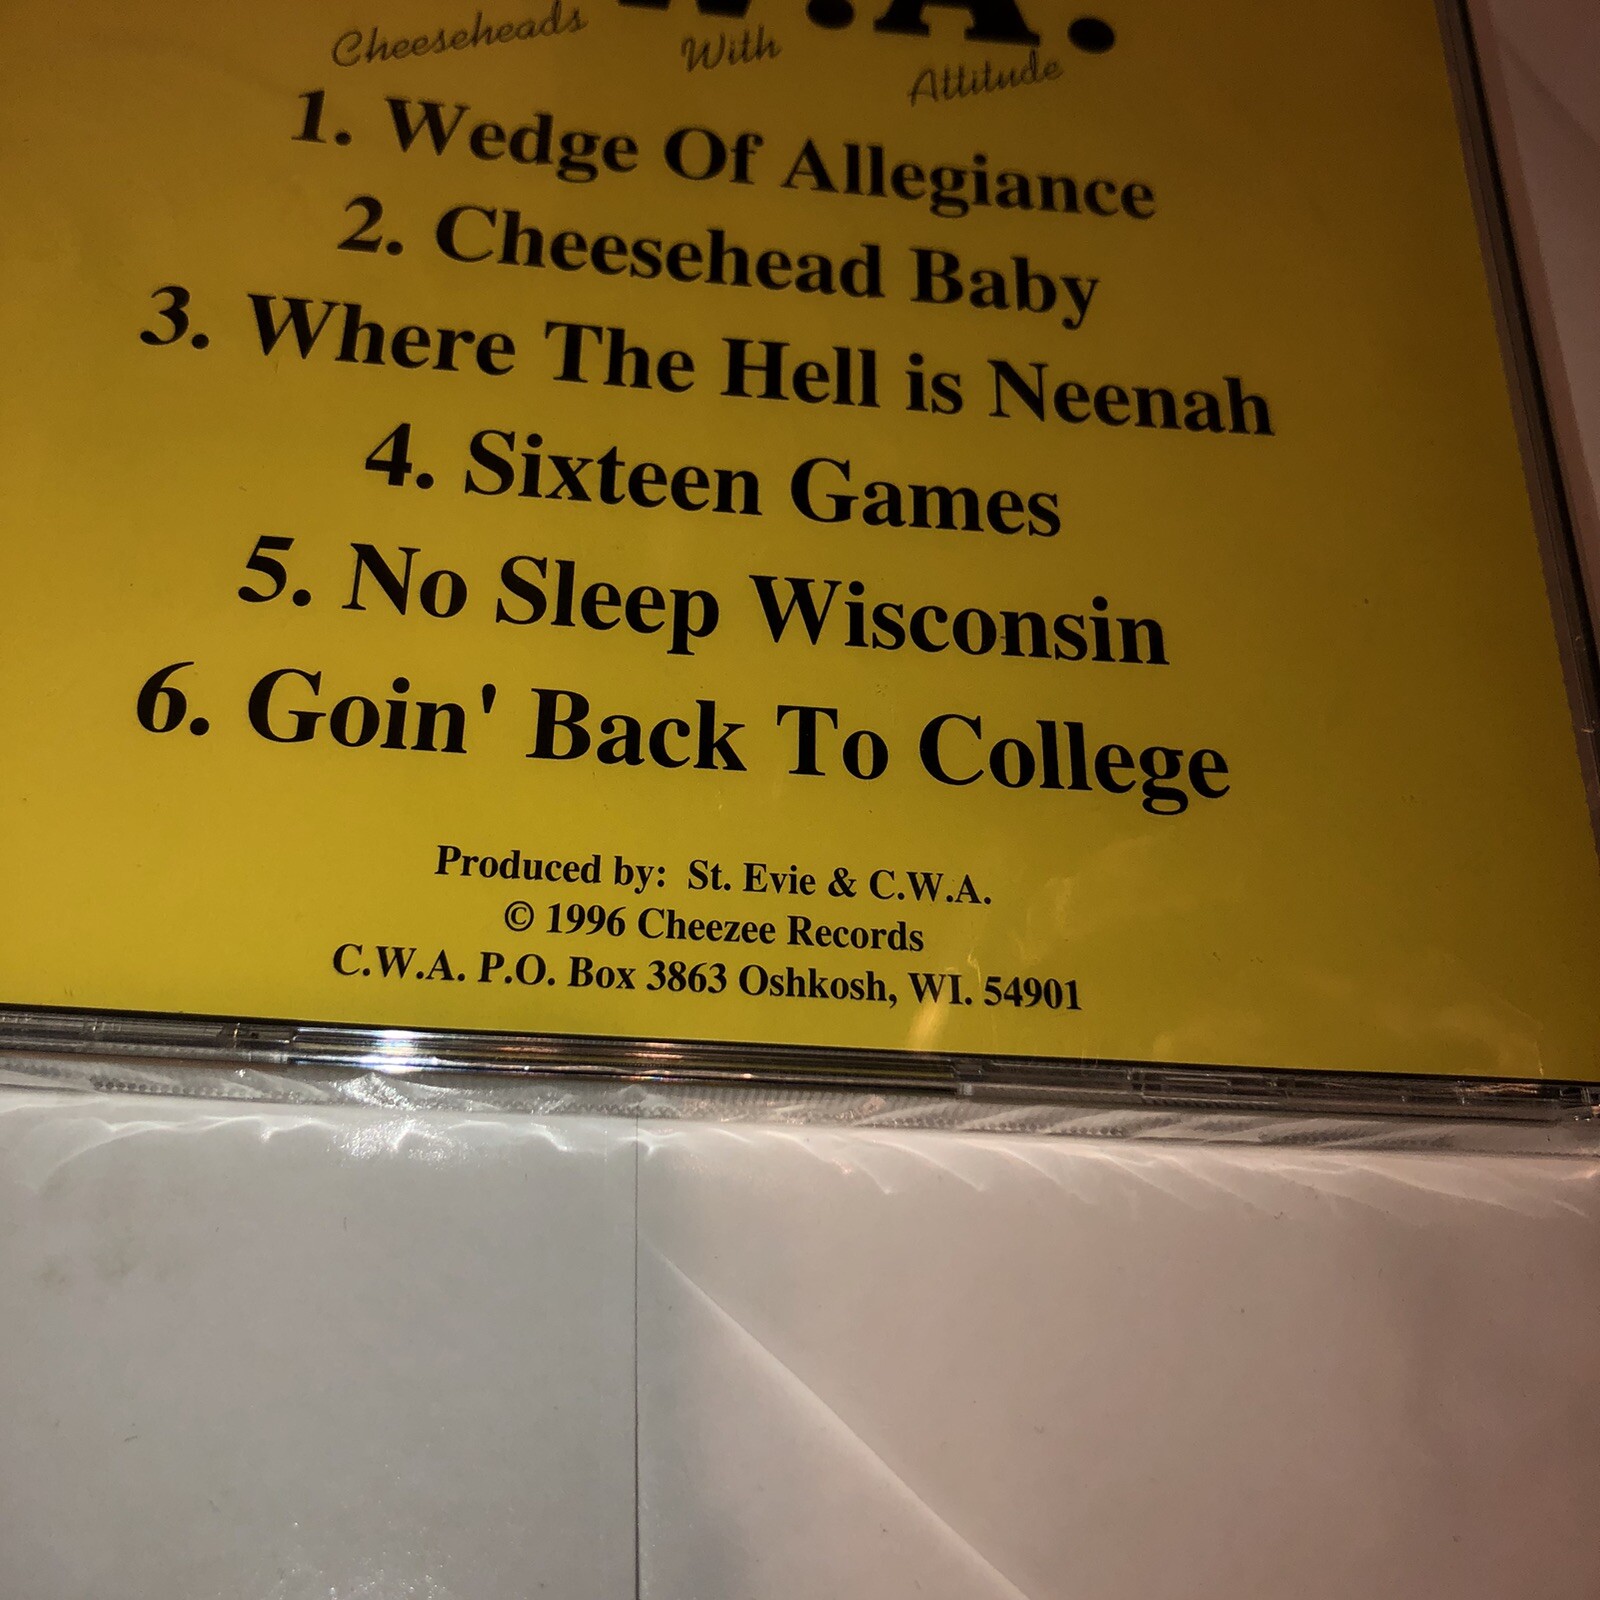 W.A.
Cheeseheads With Attitude
1. Wedge Of Allegiance
2. Cheesehead Baby
3. Where The Hell is Neenah
4. Sixteen Games
5. No Sleep Wisconsin
6. Goin' Back To College
Produced by: St. Evie & C.W.A.
© 1996 Cheezee Records
C.W.A. P.O. Box 3863 Oshkosh, WI. 54901